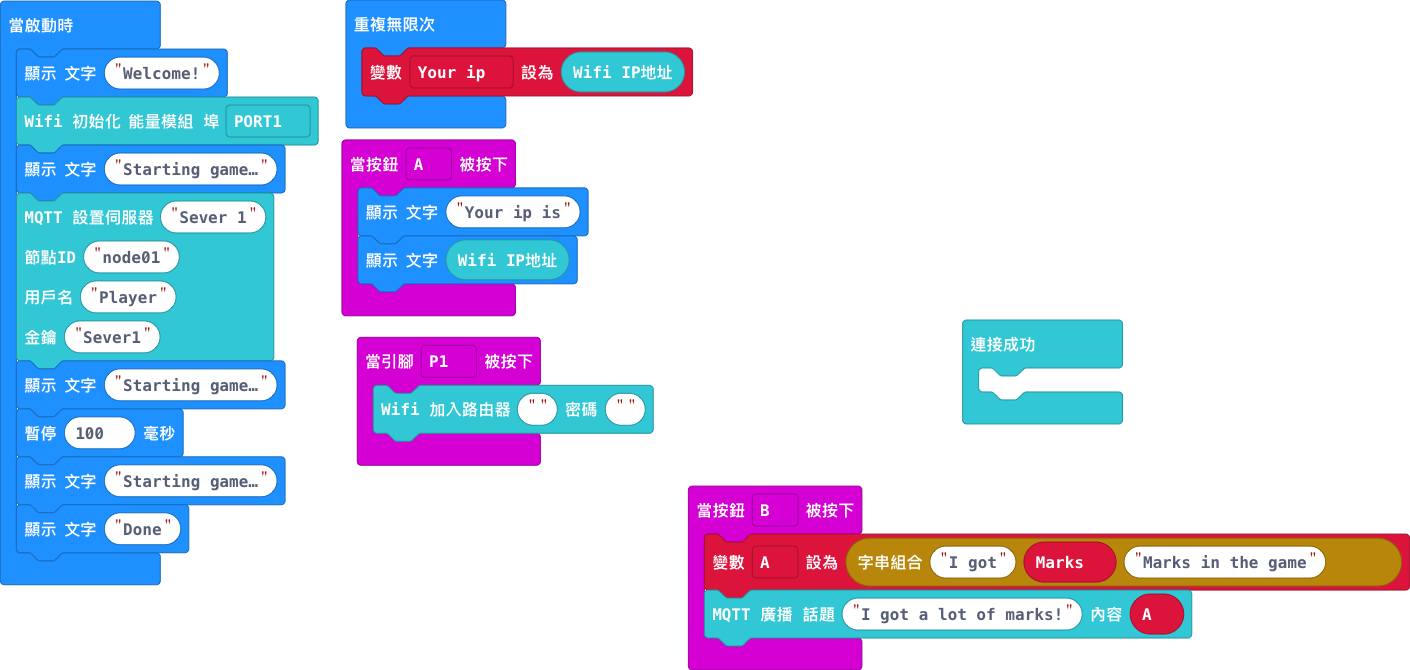 當啟動時
顯示 文字 "Welcome!"
Wifi 初始化 能量模組 埠 PORT1
顯示 文字 "Starting game…"
MQTT 設置伺服器 "Sever 1"
節點ID "node01"
用戶名 "Player"
金鑰 "Sever1"
顯示 文字 "Starting game…"
暫停 100 毫秒
顯示 文字 "Starting game…"
顯示 文字 "Done"
重複無限次
變數 Your ip 設為 Wifi IP地址
當按鈕 A 被按下
顯示 文字 "Your ip is"
顯示 文字 Wifi IP地址
當引腳 P1 被按下
Wifi 加入路由器 " " 密碼 " "
連接成功
當按鈕 B 被按下
變數 A 設為 字串組合 "I got" Marks "Marks in the game"
MQTT 廣播 話題 "I got a lot of marks!" 內容 A